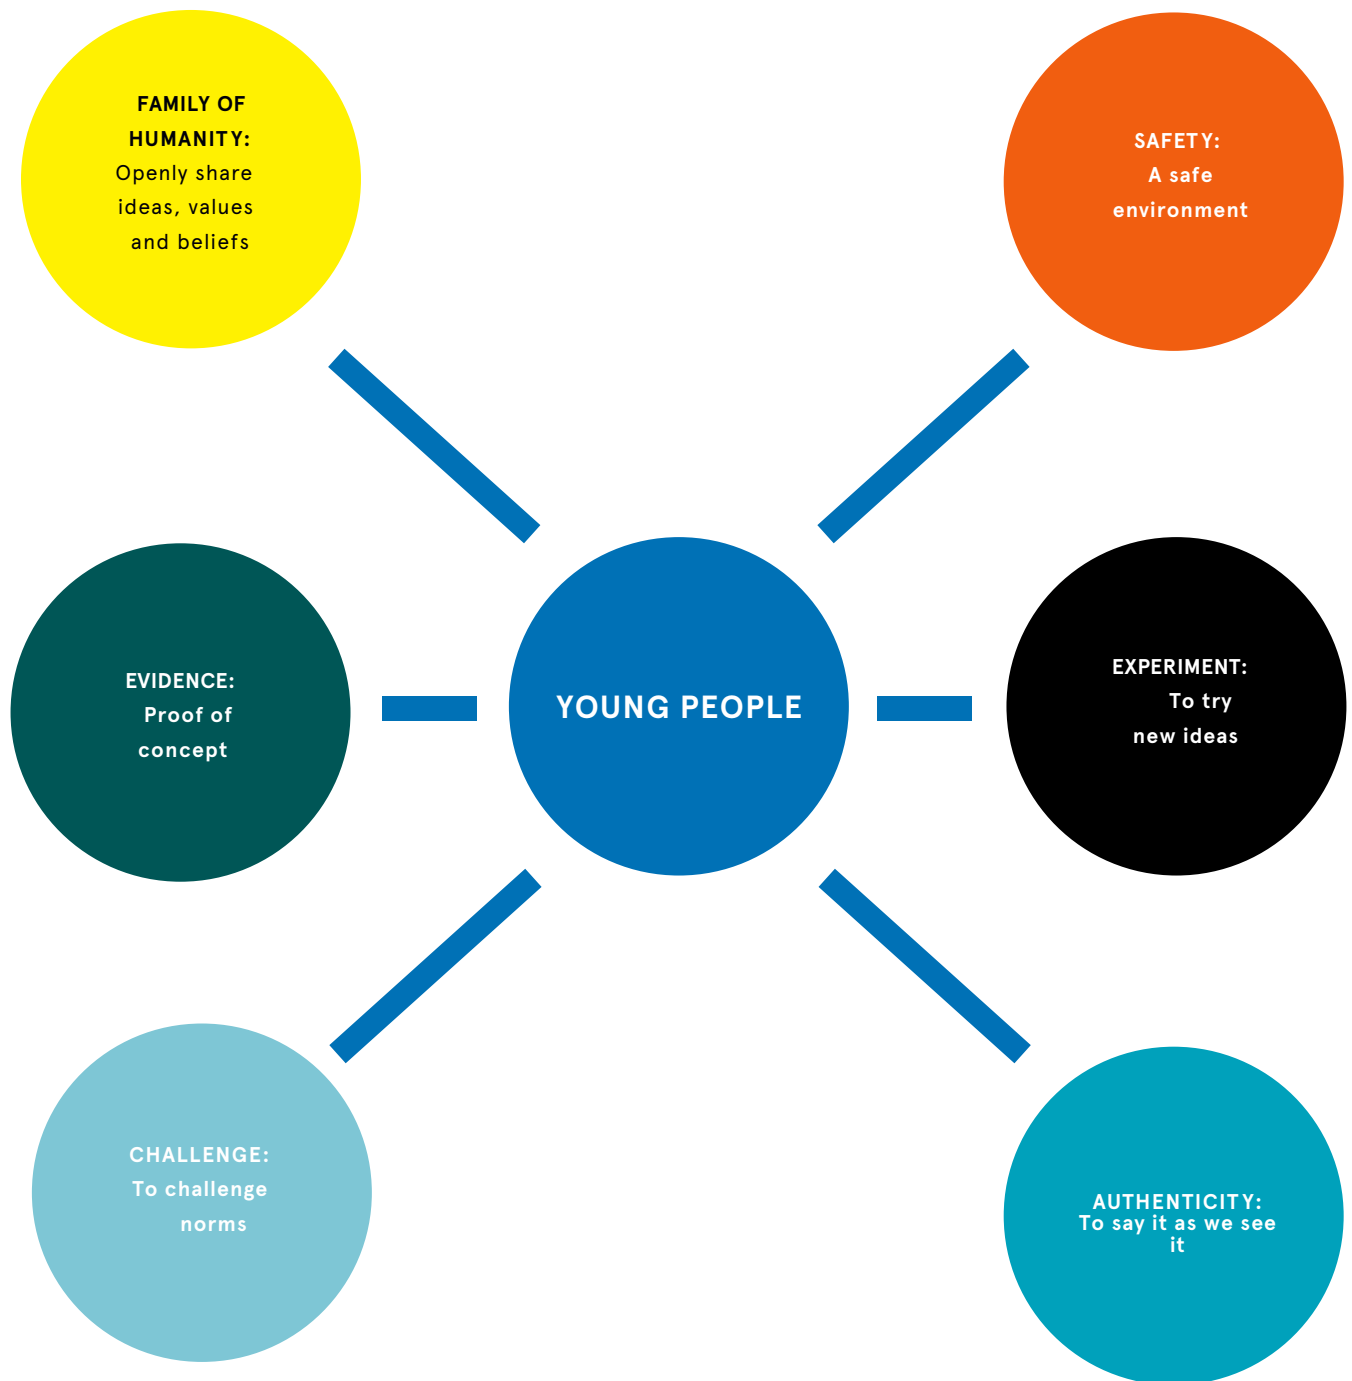 FAMILY OF
HUMANITY:
Openly share
ideas, values
and beliefs
SAFETY:
A safe
environment
EVIDENCE:
Proof of
concept
YOUNG PEOPLE
EXPERIMENT:
To try
new ideas
CHALLENGE:
To challenge
norms
AUTHENTICITY:
To say it as we see
it